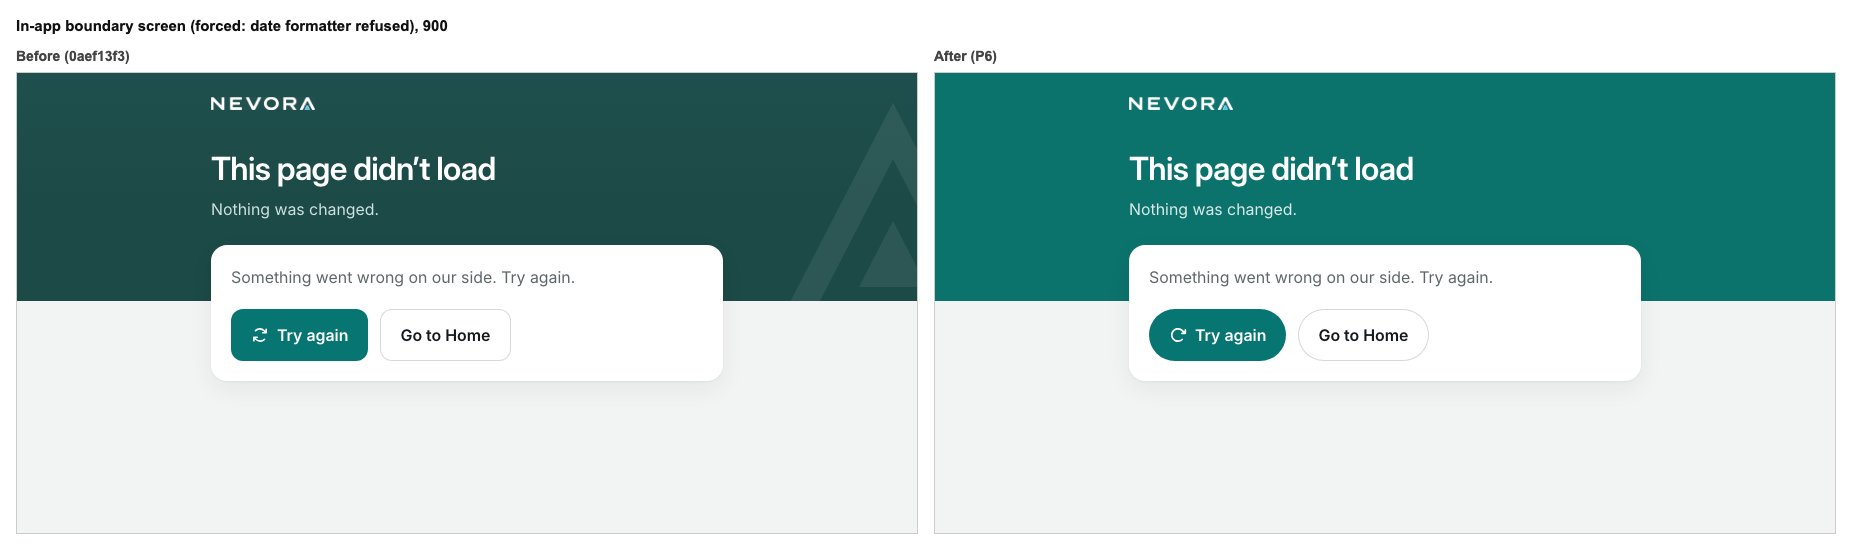 In-app boundary screen (forced: date formatter refused), 900
Before (0aef13f3)
NEVORA
This page didn’t load
Nothing was changed.
Something went wrong on our side. Try again.
Try again
Go to Home
After (P6)
NEVORA
This page didn’t load
Nothing was changed.
Something went wrong on our side. Try again.
Try again
Go to Home